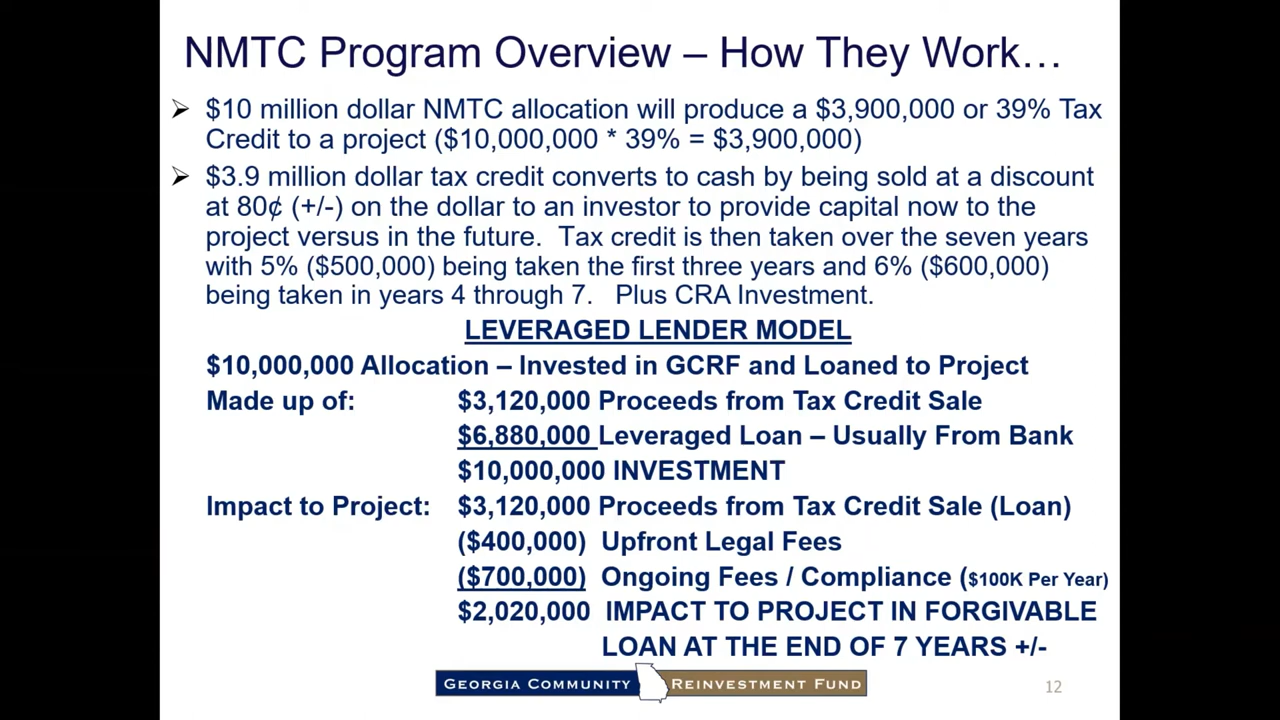 NMTC Program Overview – How They Work…
➢ $10 million dollar NMTC allocation will produce a $3,900,000 or 39% Tax
Credit to a project ($10,000,000 * 39% = $3,900,000)
➢ $3.9 million dollar tax credit converts to cash by being sold at a discount
at 80¢ (+/-) on the dollar to an investor to provide capital now to the
project versus in the future. Tax credit is then taken over the seven years
with 5% ($500,000) being taken the first three years and 6% ($600,000)
being taken in years 4 through 7. Plus CRA Investment.
LEVERAGED LENDER MODEL
$10,000,000 Allocation – Invested in GCRF and Loaned to Project
Made up of: $3,120,000 Proceeds from Tax Credit Sale
$6,880,000 Leveraged Loan – Usually From Bank
$10,000,000 INVESTMENT
Impact to Project: $3,120,000 Proceeds from Tax Credit Sale (Loan)
($400,000) Upfront Legal Fees
($700,000) Ongoing Fees / Compliance ($100K Per Year)
$2,020,000 IMPACT TO PROJECT IN FORGIVABLE
LOAN AT THE END OF 7 YEARS +/-
GEORGIA COMMUNITY REINVESTMENT FUND
12